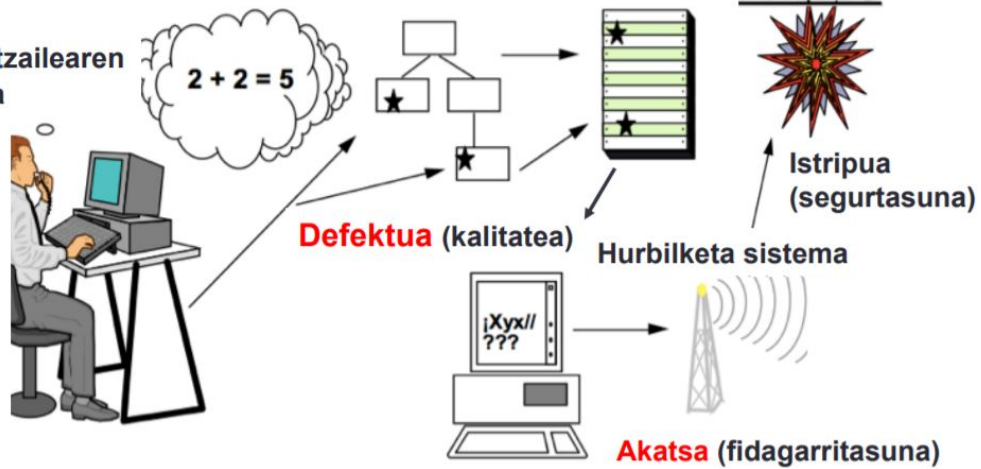 tzailearen
a
2 + 2 = 5
Istripua
(segurtasuna)
Defektua (kalitatea)
Hurbilketa sistema
¡Xyx//
???
Akatsa (fidagarritasuna)